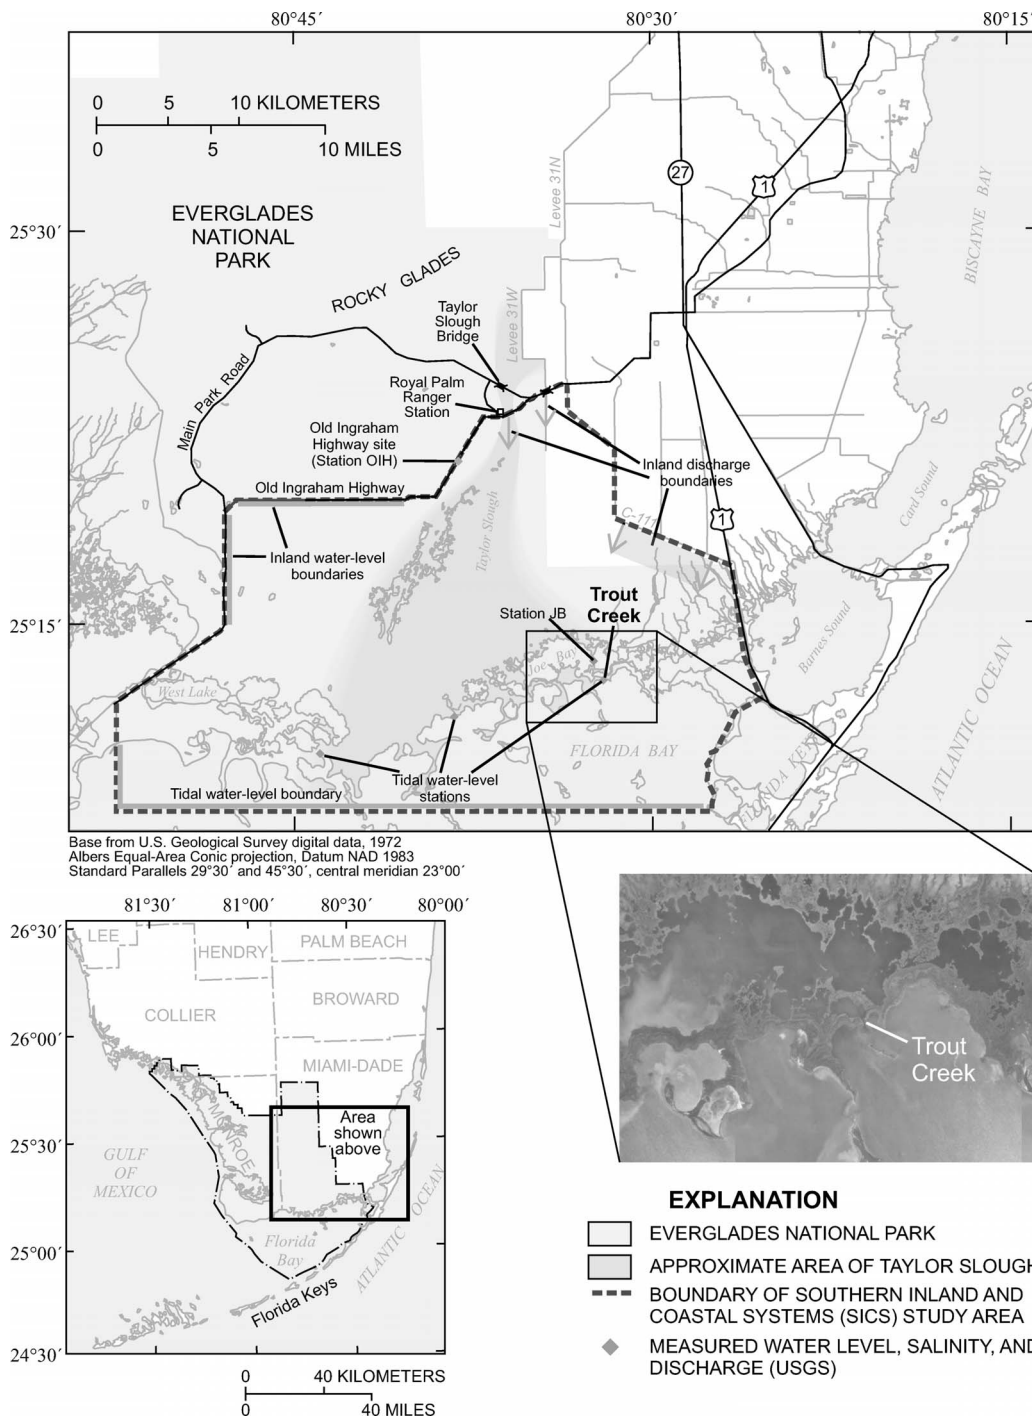 80°45´
80°30´
80°15´
0 5 10 KILOMETERS
0 5 10 MILES
25°30´
25°15´
EVERGLADES
NATIONAL
PARK
ROCKY GLADES
Levee 31N
Levee 31W
27
1
BISCAYNE BAY
Taylor
Slough
Bridge
Main Park Road
Royal Palm
Ranger
Station
Old Ingraham
Highway site
(Station OIH)
Old Ingraham Highway
Inland discharge
boundaries
Card Sound
C-111
1
Taylor Slough
Inland water-level
boundaries
Trout
Creek
Station JB
Joe Bay
Barnes Sound
West Lake
ATLANTIC OCEAN
FLORIDA BAY
FLORIDA KEYS
Tidal water-level
stations
Tidal water-level boundary
Base from U.S. Geological Survey digital data, 1972
Albers Equal-Area Conic projection, Datum NAD 1983
Standard Parallels 29°30´ and 45°30´, central meridian 23°00´
81°30´
81°00´
80°30´
80°00´
26°30´
26°00´
25°30´
25°00´
24°30´
LEE
HENDRY
PALM BEACH
BROWARD
COLLIER
MIAMI-DADE
MONROE
Area
shown
above
GULF
OF
MEXICO
Florida
Bay
ATLANTIC OCEAN
Florida Keys
0 40 KILOMETERS
0 40 MILES
Trout
Creek
EXPLANATION
EVERGLADES NATIONAL PARK
APPROXIMATE AREA OF TAYLOR SLOUGH
BOUNDARY OF SOUTHERN INLAND AND
COASTAL SYSTEMS (SICS) STUDY AREA
MEASURED WATER LEVEL, SALINITY, AND
DISCHARGE (USGS)